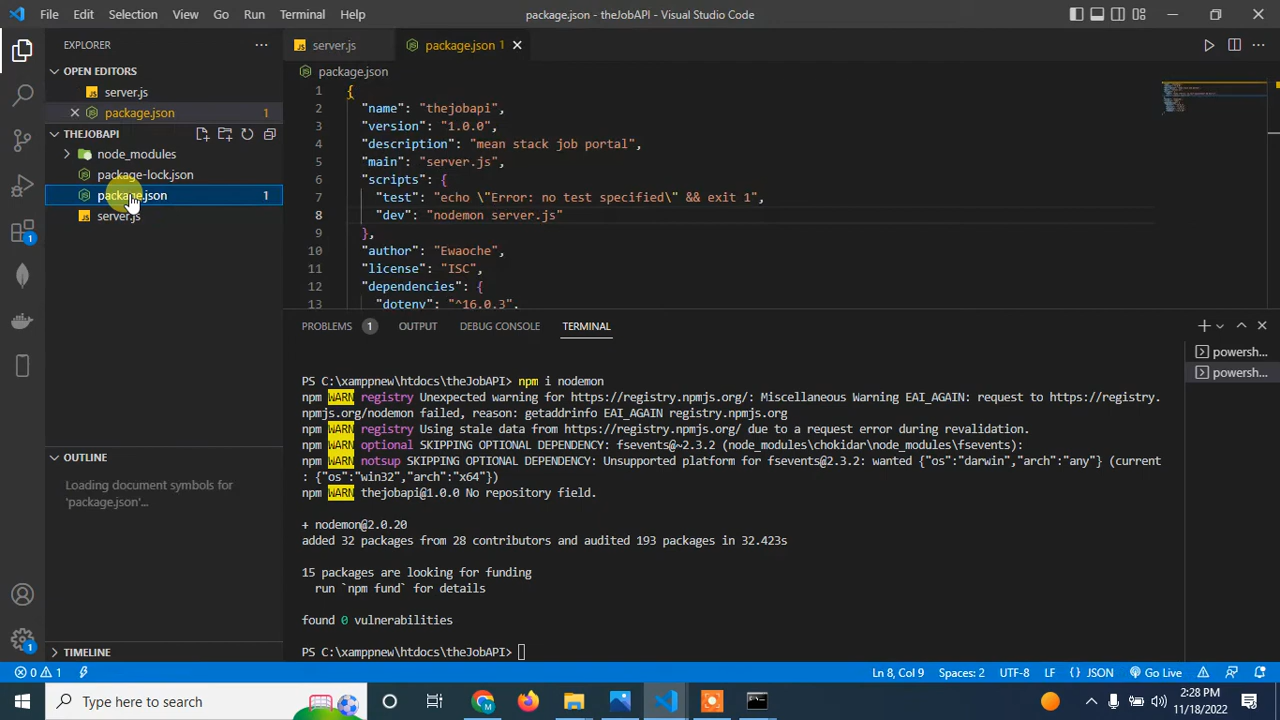 File Edit Selection View Go Run Terminal Help
package.json - theJobAPI - Visual Studio Code
EXPLORER
OPEN EDITORS
server.js
package.json 1
THEJOBAPI
node_modules
package-lock.json
package.json 1
server.js
OUTLINE
Loading document symbols for
'package.json'...
TIMELINE
server.js
package.json 1
package.json
1 {
2 "name": "thejobapi",
3 "version": "1.0.0",
4 "description": "mean stack job portal",
5 "main": "server.js",
6 "scripts": {
7 "test": "echo \"Error: no test specified\" && exit 1",
8 "dev": "nodemon server.js"
9 },
10 "author": "Ewaoche",
11 "license": "ISC",
12 "dependencies": {
13 "dotenv": "^16.0.3",
PROBLEMS 1 OUTPUT DEBUG CONSOLE TERMINAL
powersh...
powersh...
PS C:\xamppnew\htdocs\theJobAPI> npm i nodemon
npm WARN registry Unexpected warning for https://registry.npmjs.org/: Miscellaneous Warning EAI_AGAIN: request to https://registry.
npmjs.org/nodemon failed, reason: getaddrinfo EAI_AGAIN registry.npmjs.org
npm WARN registry Using stale data from https://registry.npmjs.org/ due to a request error during revalidation.
npm WARN optional SKIPPING OPTIONAL DEPENDENCY: fsevents@~2.3.2 (node_modules\chokidar\node_modules\fsevents):
npm WARN notsup SKIPPING OPTIONAL DEPENDENCY: Unsupported platform for fsevents@2.3.2: wanted {"os":"darwin","arch":"any"} (current
: {"os":"win32","arch":"x64"})
npm WARN thejobapi@1.0.0 No repository field.
+ nodemon@2.0.20
added 32 packages from 28 contributors and audited 193 packages in 32.423s
15 packages are looking for funding
run `npm fund` for details
found 0 vulnerabilities
PS C:\xamppnew\htdocs\theJobAPI>
1
1
0 1
Ln 8, Col 9 Spaces: 2 UTF-8 LF { } JSON Go Live
Type here to search
2:28 PM
11/18/2022